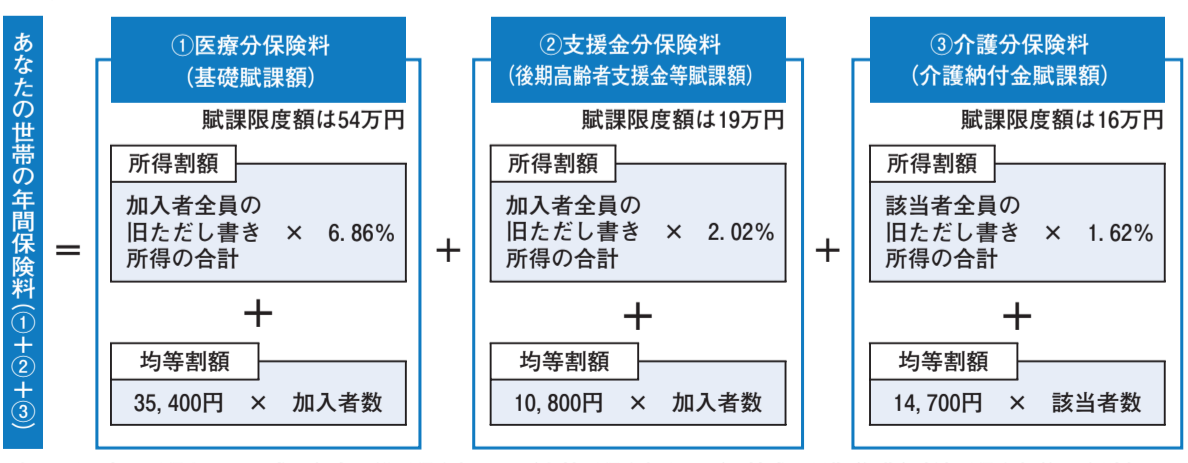 あなたの世帯の年間保険料(①+②+③)
=
①医療分保険料
(基礎賦課額)
賦課限度額は54万円
所得割額
加入者全員の
旧ただし書き × 6.86%
所得の合計
+
均等割額
35,400円 × 加入者数
+
②支援金分保険料
(後期高齢者支援金等賦課額)
賦課限度額は19万円
所得割額
加入者全員の
旧ただし書き × 2.02%
所得の合計
+
均等割額
10,800円 × 加入者数
+
③介護分保険料
(介護納付金賦課額)
賦課限度額は16万円
所得割額
該当者全員の
旧ただし書き × 1.62%
所得の合計
+
均等割額
14,700円 × 該当者数